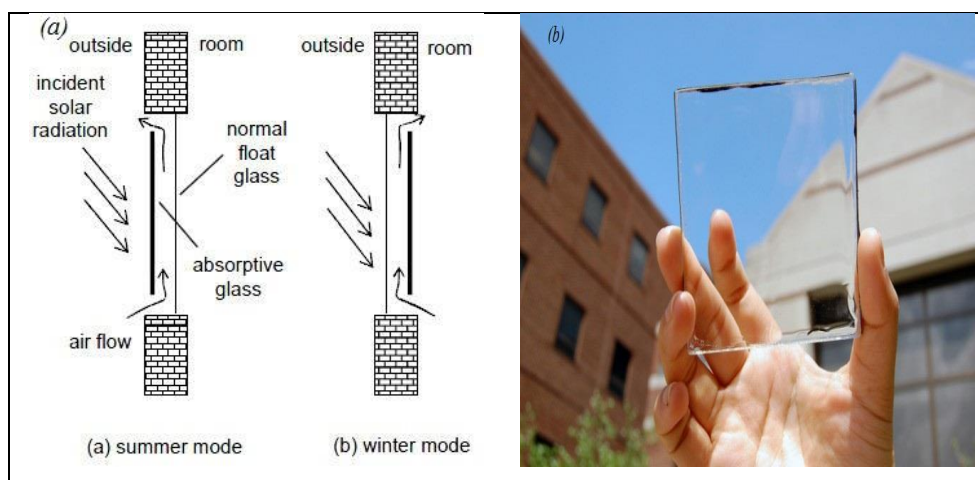 (a)
outside room
incident
solar
radiation
normal
float
glass
absorptive
glass
air flow
(a) summer mode
outside room
(b) winter mode
(b)